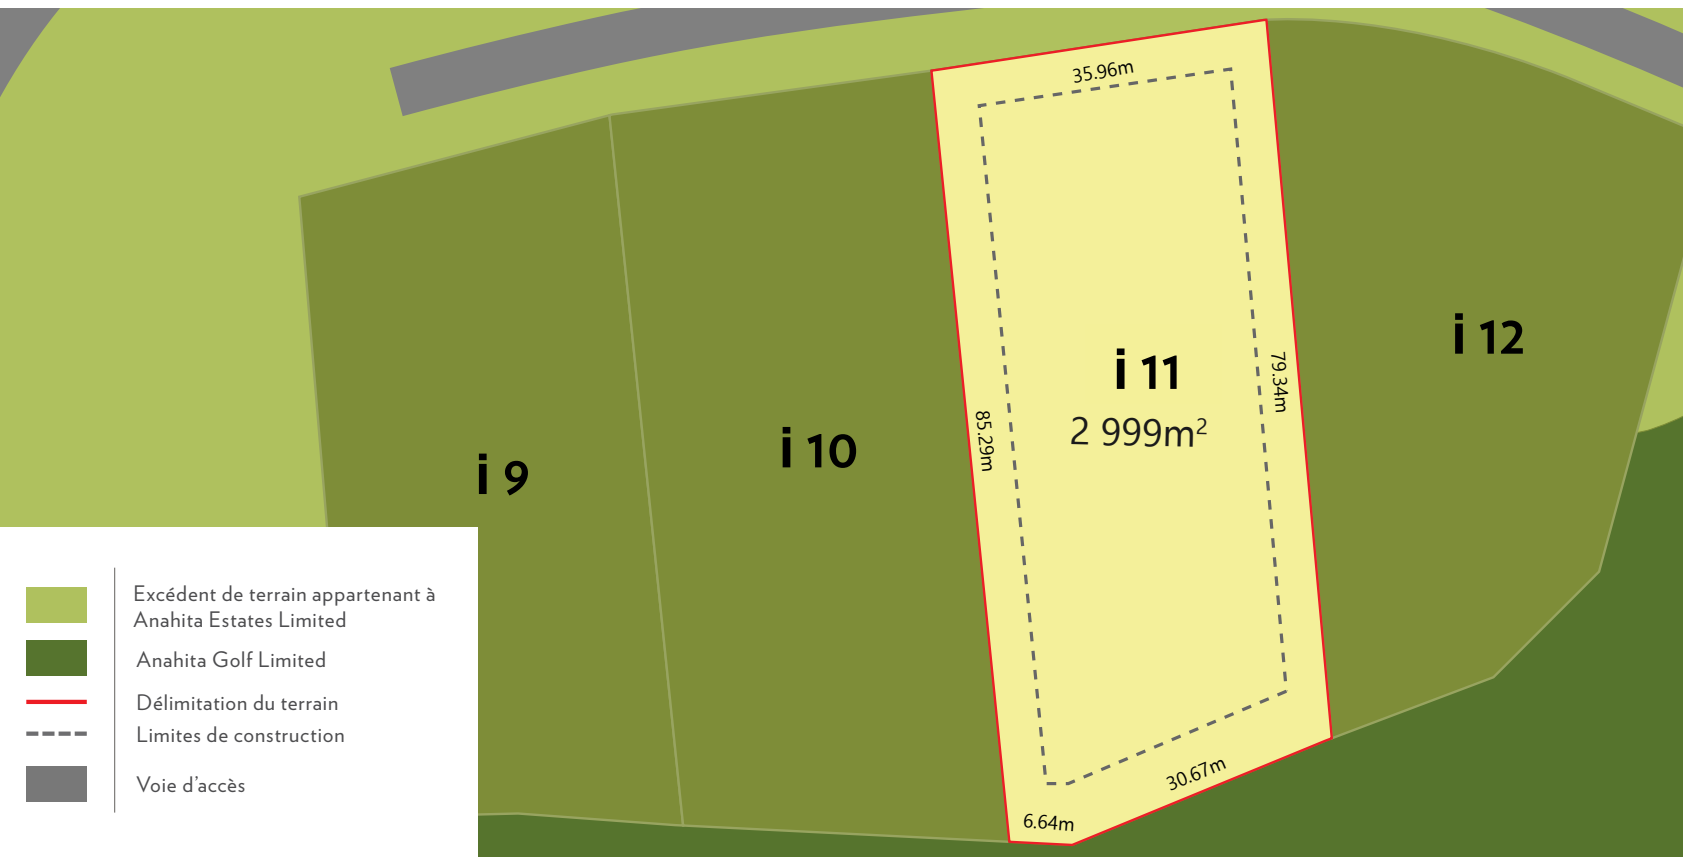 35.96m
i 12
i 11
79.34m
2 999m²
85.29m
i 10
i 9
30.67m
6.64m
Excédent de terrain appartenant à
Anahita Estates Limited
Anahita Golf Limited
Délimitation du terrain
Limites de construction
Voie d'accès